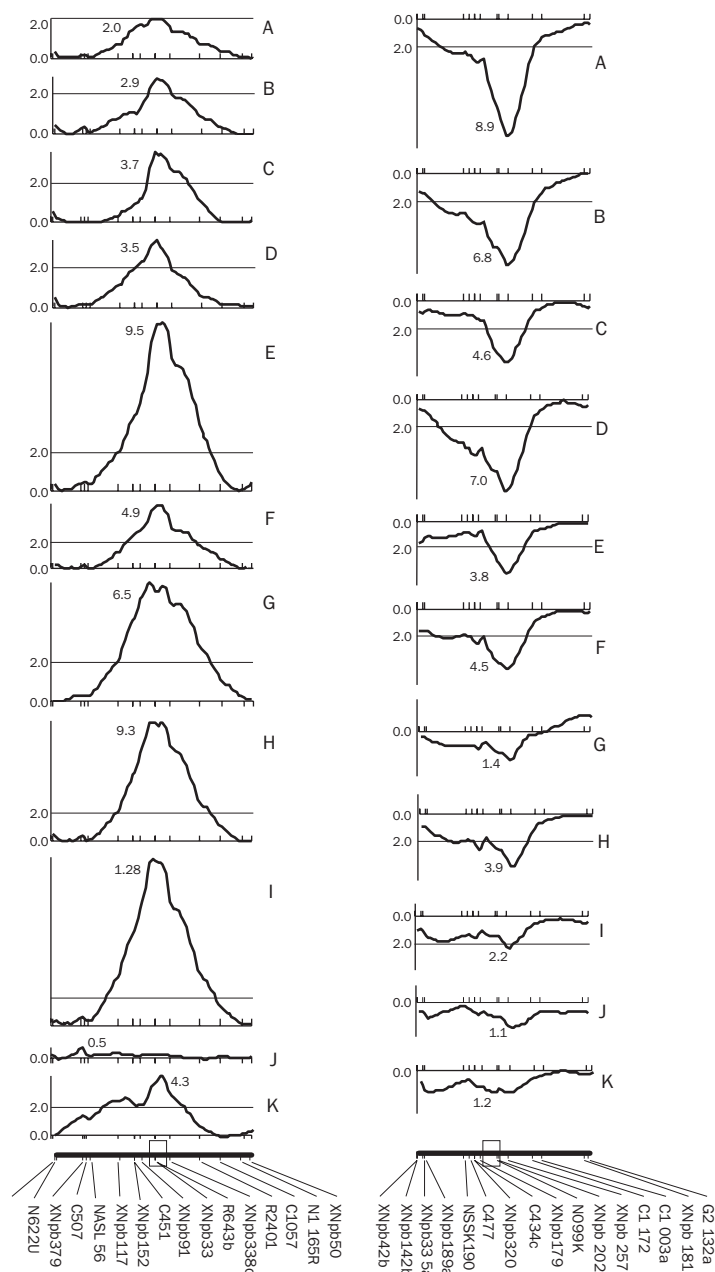 2.0
2.0
A
0.0
2.9
2.0
B
0.0
3.7
2.0
C
0.0
3.5
2.0
D
0.0
9.5
E
2.0
0.0
4.9
F
2.0
0.0
6.5
G
2.0
0.0
9.3
H
2.0
0.0
1.28
I
0.5
0.0
J
4.3
2.0
K
0.0
N622U
XNpb379
C507
NASL 56
XNpb117
XNpb152
C451
XNpb91
XNpb33
R643b
XNpb338c
R2401
C1057
N1 165R
XNpb50
0.0
2.0
A
8.9
0.0
2.0
B
6.8
0.0
2.0
C
4.6
0.0
2.0
D
7.0
0.0
2.0
E
3.8
0.0
2.0
F
4.5
0.0
G
1.4
0.0
2.0
H
3.9
0.0
2.0
I
2.2
0.0
J
1.1
0.0
K
1.2
XNpb42b
XNpb142b
XNpb33 5a
XNpb189a
NSSK190
C477
XNpb320
C434c
XNpb179
N099K
XNpb 202
XNpb 257
C1 172
C1 003a
XNpb 181
G2 132a